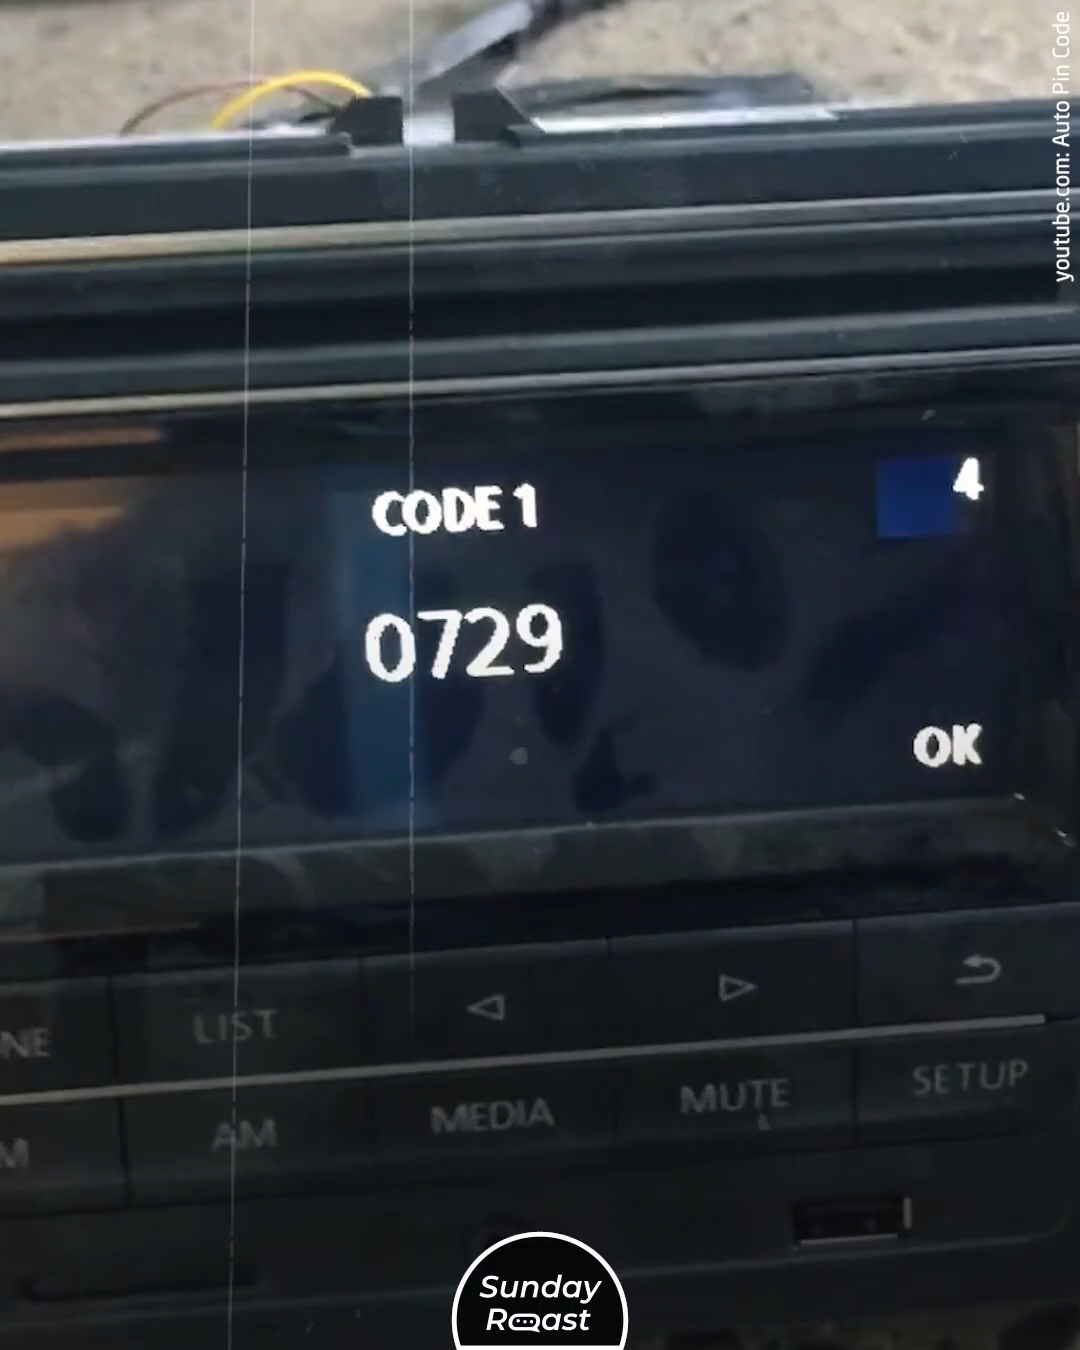 youtube.com: Auto Pin Code
CODE 1
4
0729
OK
NE
LIST
SETUP
MUTE
MEDIA
AM
M
Sunday
Roast